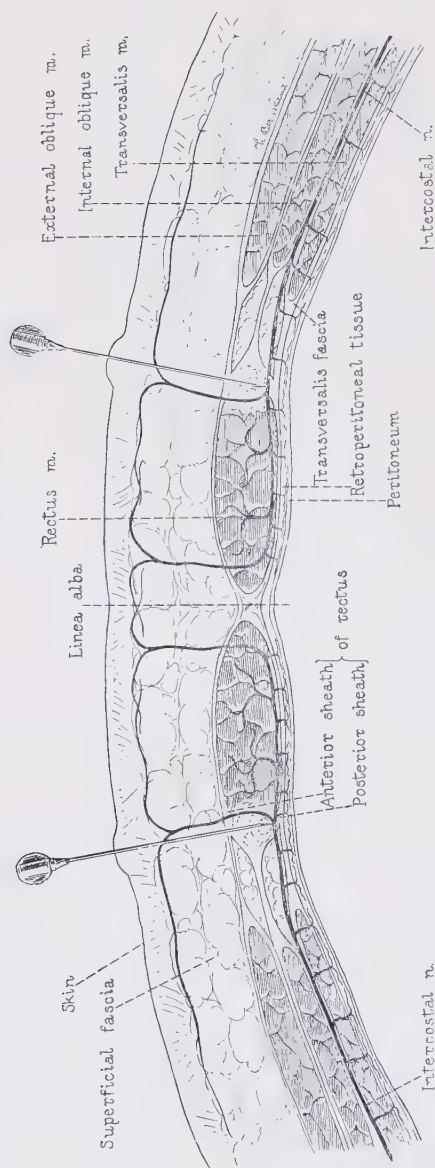 External oblique m.
Internal oblique m.
Transversalis m.
Rectus m.
Linea alba
Skin
Superficial fascia
Anterior sheath } of rectus
Posterior sheath
Transversalis fascia
Retroperitoneal tissue
Peritoneum
Intercostal n.
Intercostal n.